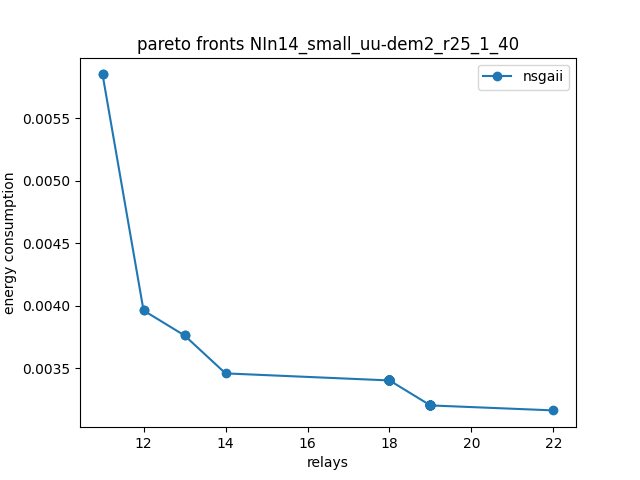 pareto fronts NIn14_small_uu-dem2_r25_1_40
nsgaii
energy consumption
0.0055
0.0050
0.0045
0.0040
0.0035
12
14
16
18
20
22
relays